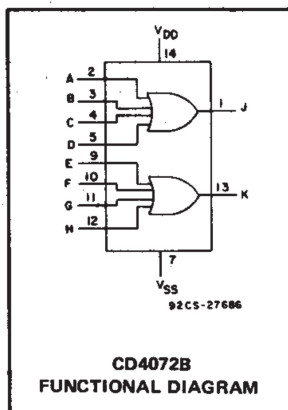 VDD
14
A 2
B 3
C 4
D 5
1 J
E 9
F 10
G 11
H 12
13 K
7
VSS
92CS-27686
CD4072B
FUNCTIONAL DIAGRAM